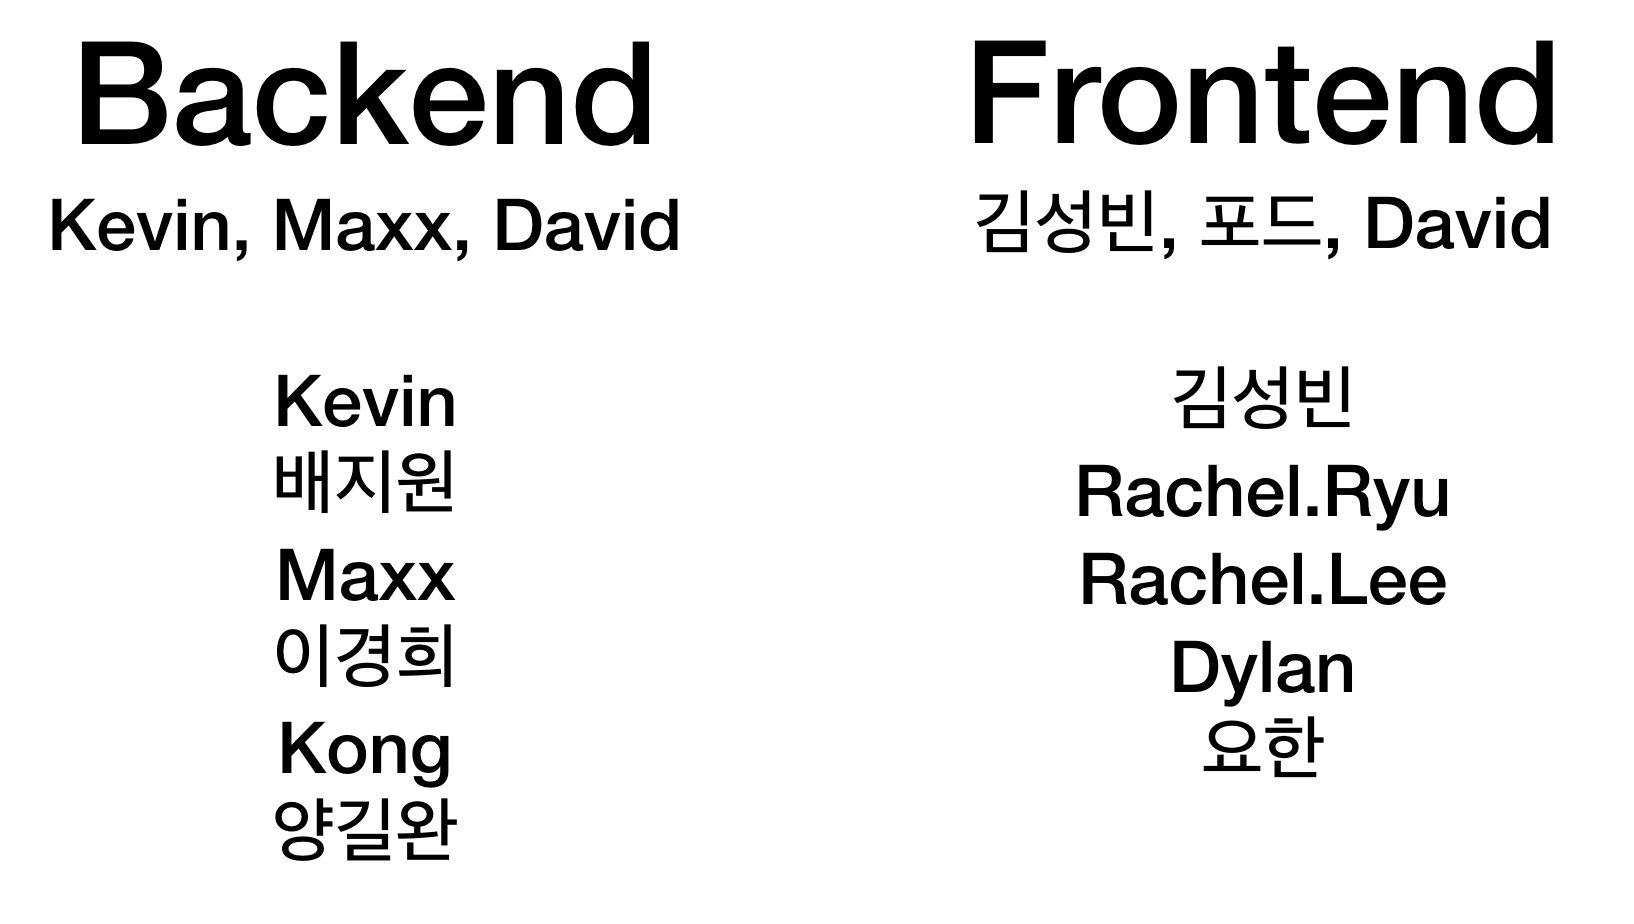 Backend
Kevin, Maxx, David
Kevin
배지원
Maxx
이경희
Kong
양길완
Frontend
김성빈, 포드, David
김성빈
Rachel.Ryu
Rachel.Lee
Dylan
요한